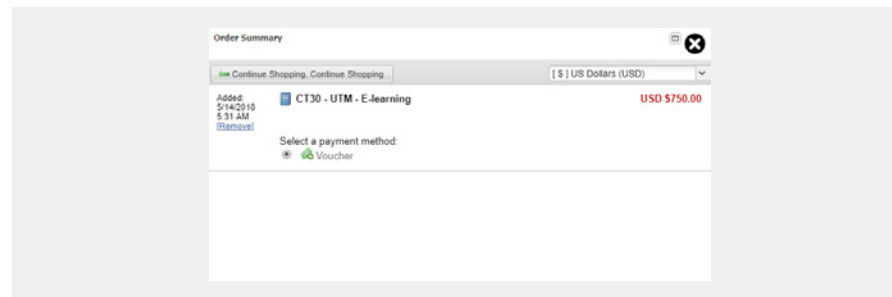 Order Summary
Continue Shopping, Continue Shopping
[ $ ] US Dollars (USD)
Added:
5/14/2018
5:31 AM
[Remove]
CT30 - UTM - E-learning
USD $750.00
Select a payment method:
Voucher